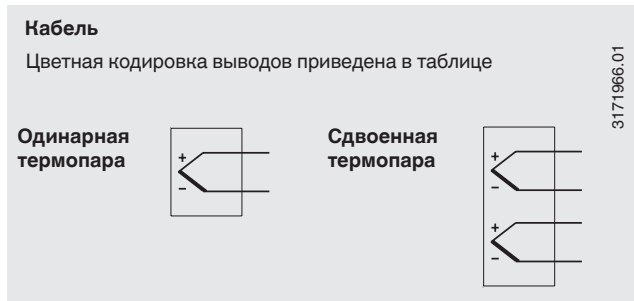 Кабель
Цветная кодировка выводов приведена в таблице
3171966.01
Одинарная
термопара
+
–
Сдвоенная
термопара
+
–
+
–